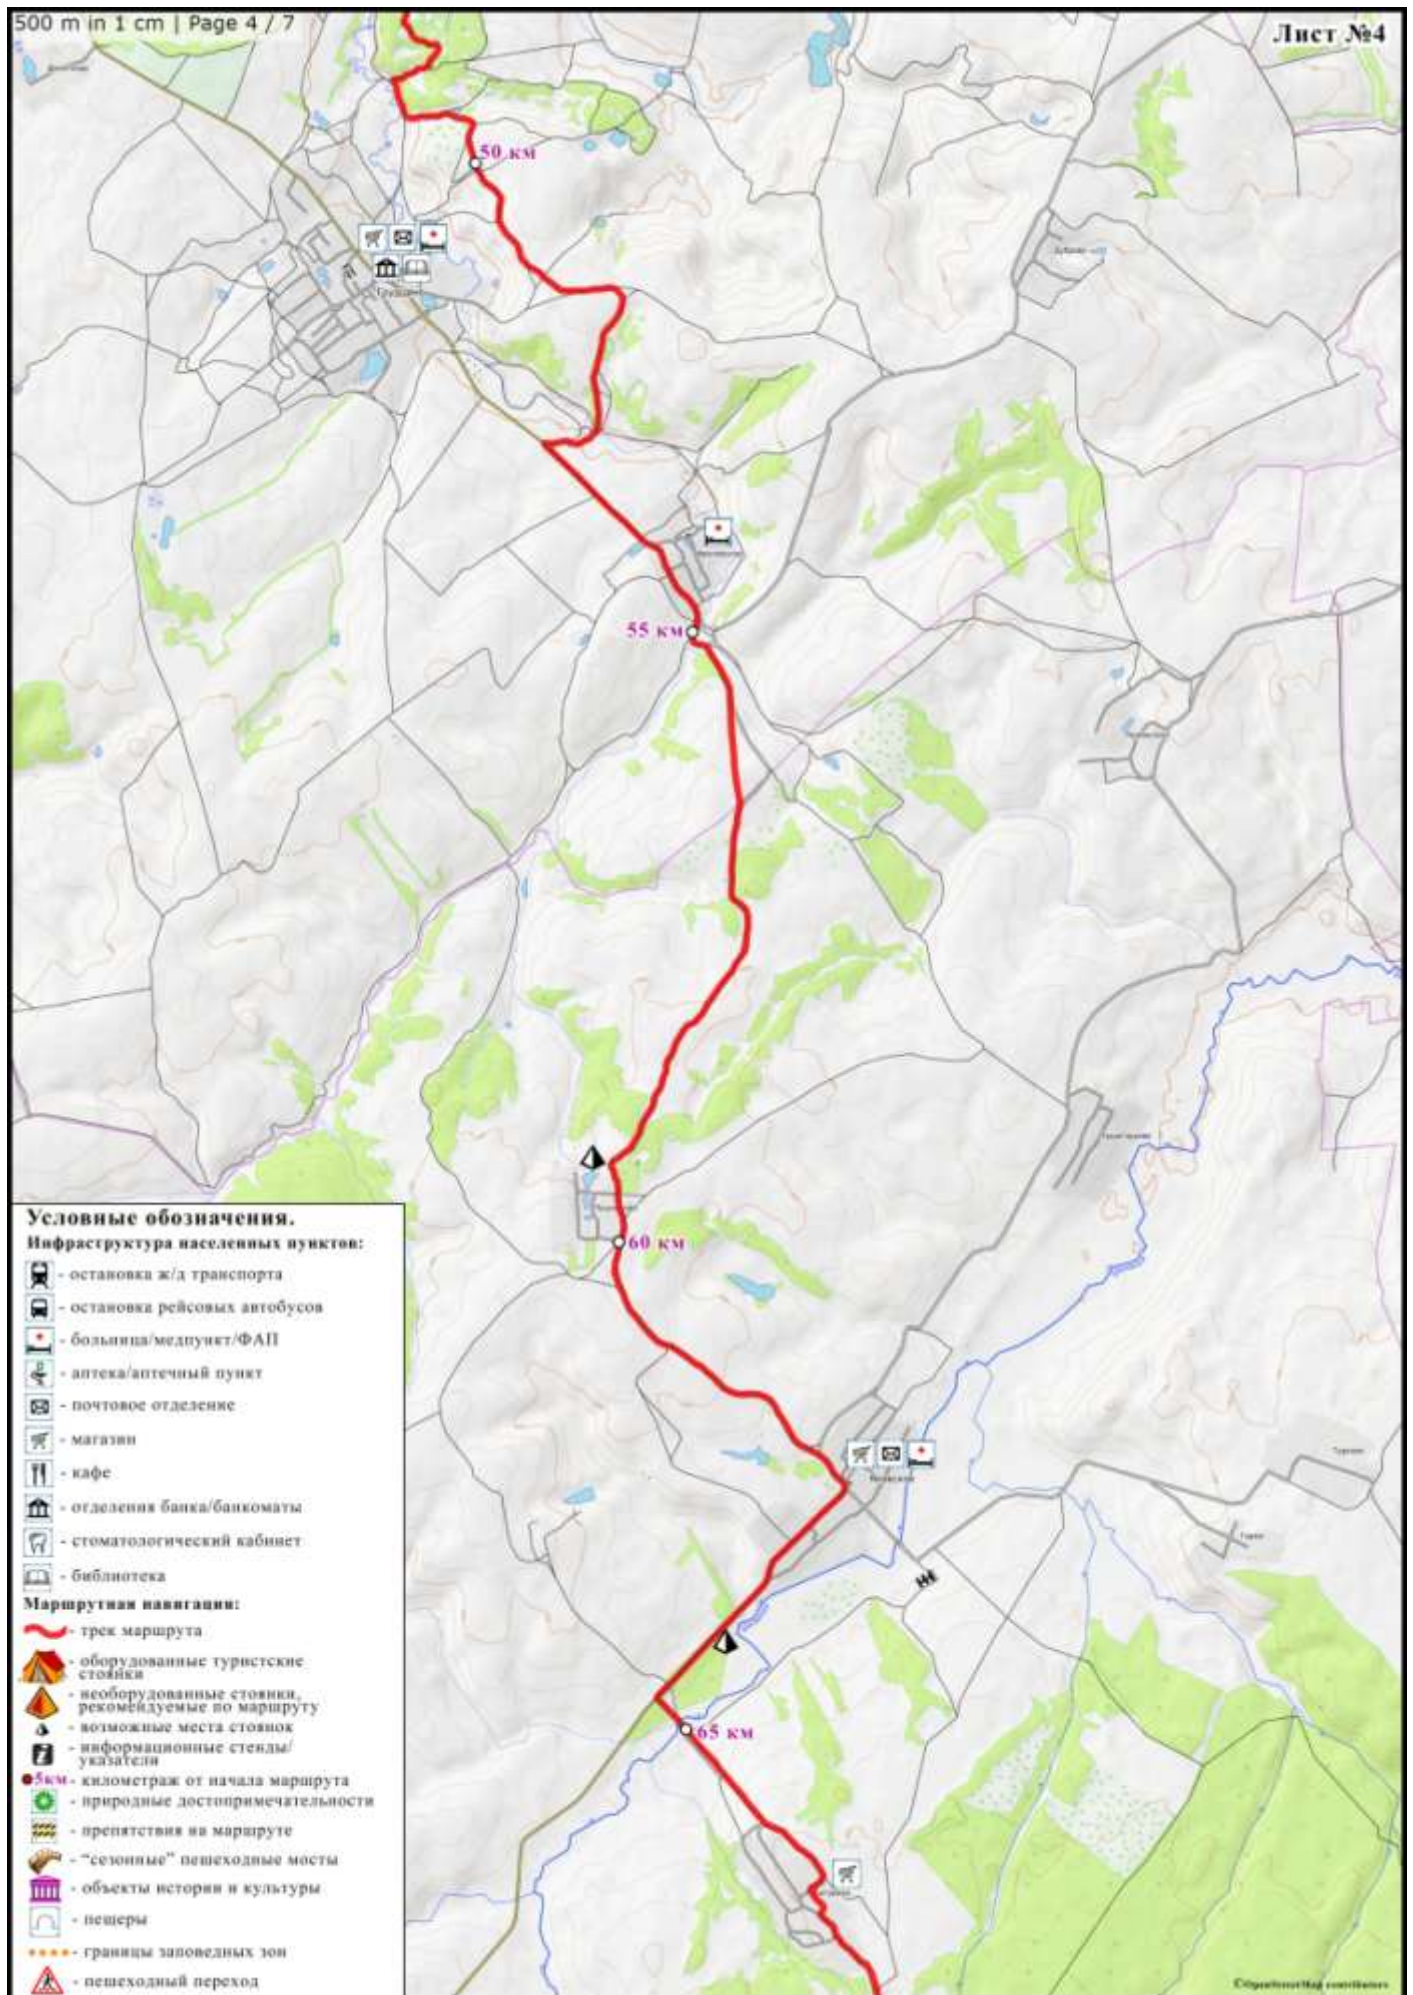 500 m in 1 cm | Page 4 / 7
Лист №4
50 км
55 км
60 км
65 км
Условные обозначения.
Инфраструктура населенных пунктов:
- остановка ж/д транспорта
- остановка рейсовых автобусов
- больница/медпункт/ФАП
- аптека/аптечный пункт
- почтовое отделение
- магазин
- кафе
- отделения банка/банкоматы
- стоматологический кабинет
- библиотека
Маршрутная навигация:
- трек маршрута
- оборудованные туристские
стоянки
- необорудованные стоянки,
рекомендуемые по маршруту
- возможные места стоянок
- информационные стенды/
указатели
5км - километраж от начала маршрута
- природные достопримечательности
- препятствия на маршруте
- “сезонные” пешеходные мосты
- объекты истории и культуры
- пещеры
- границы заповедных зон
- пешеходный переход
©OpenStreetMap contributors